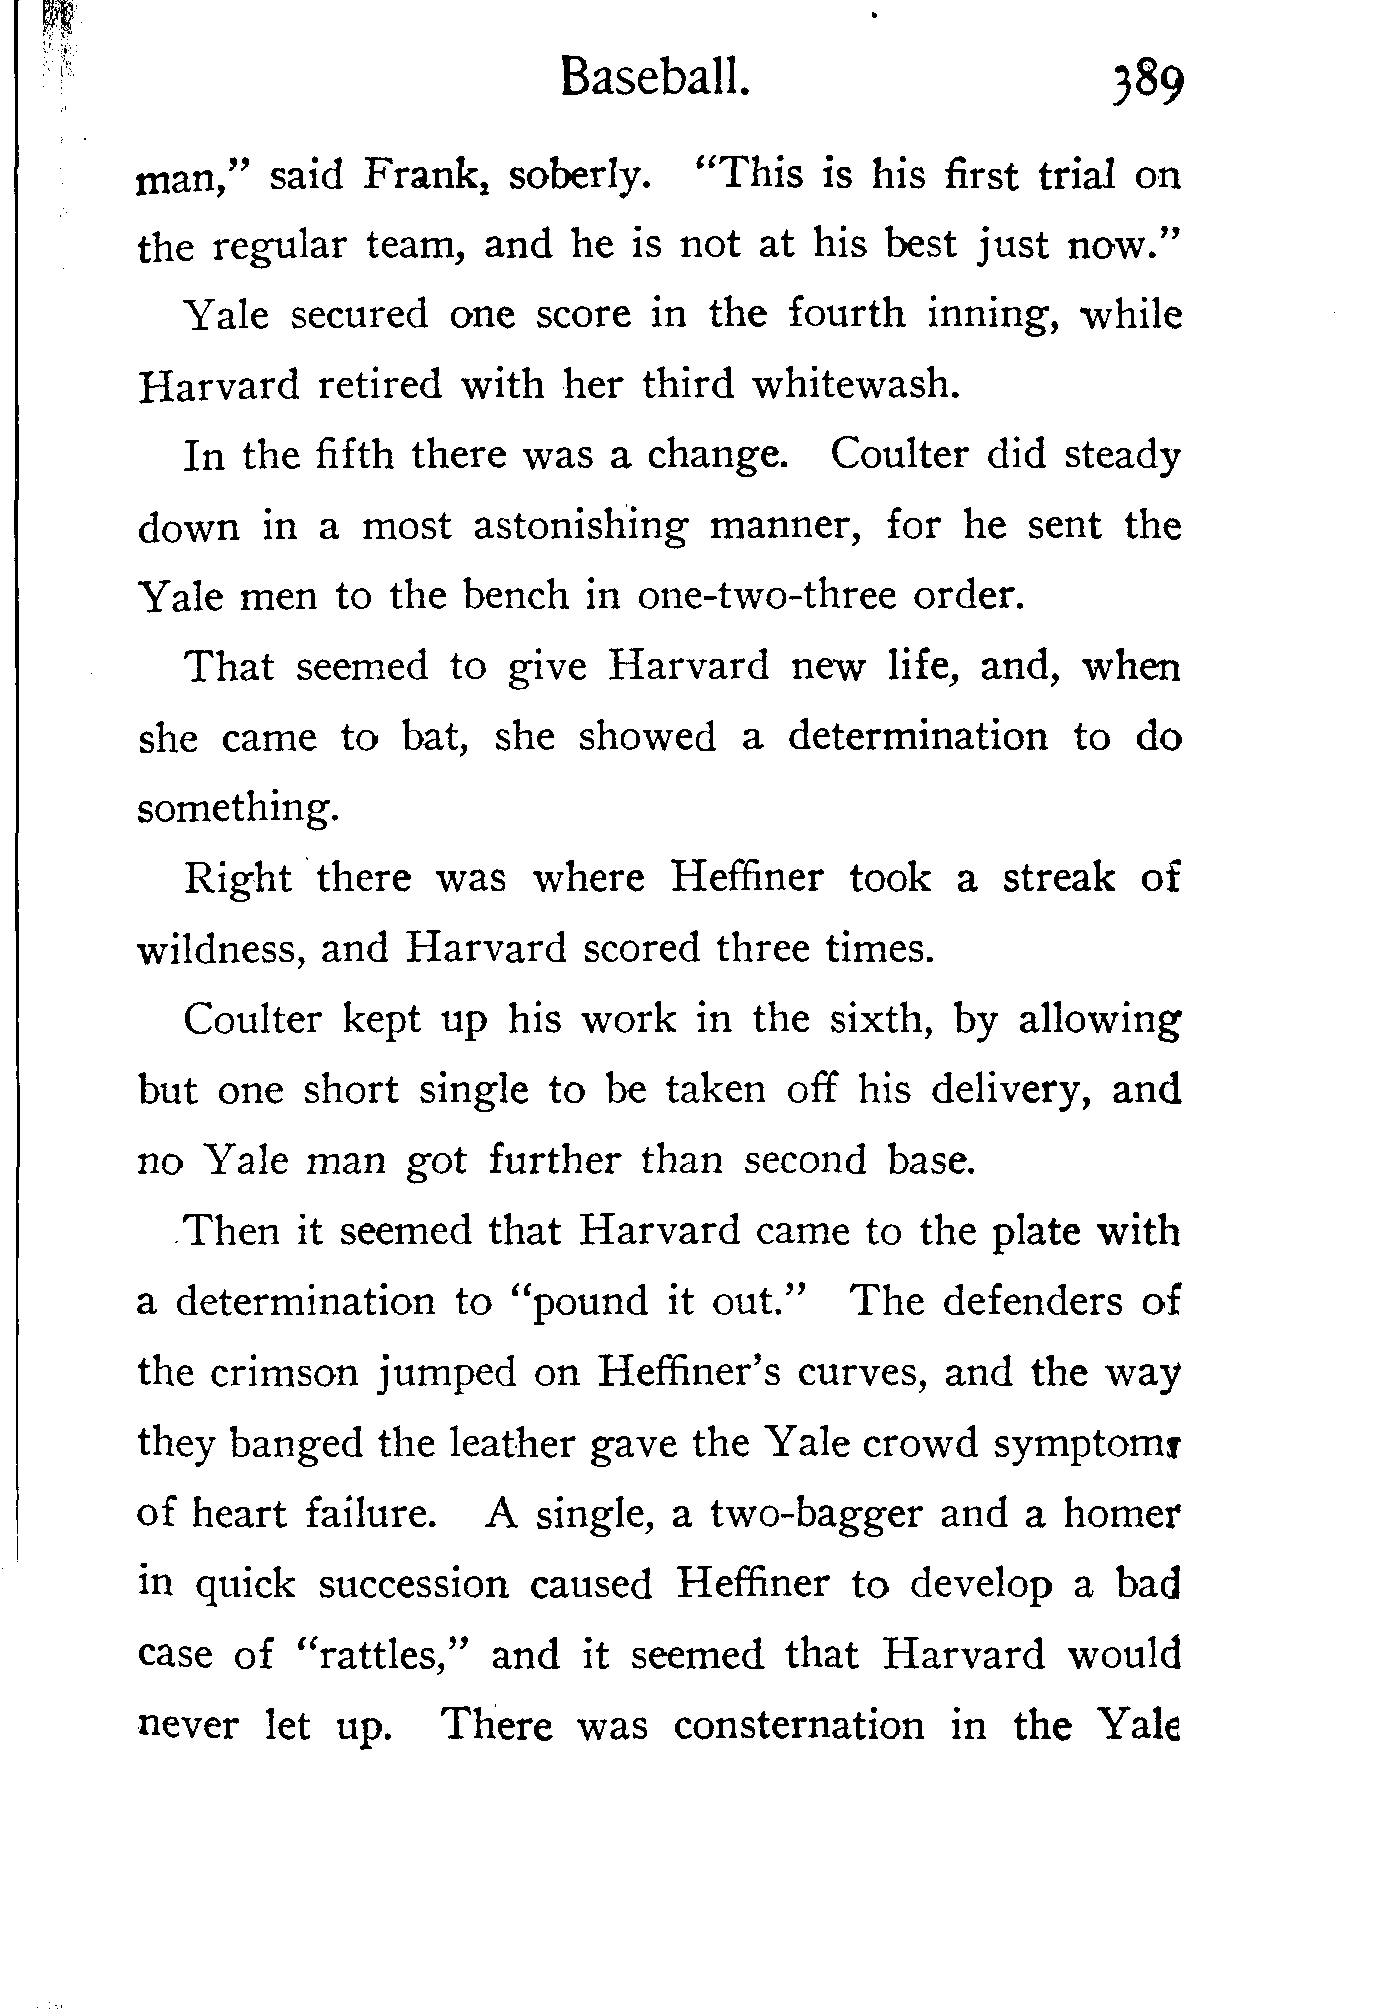 Baseball. 389
man,” said Frank, soberly. “This is his first trial on
the regular team, and he is not at his best just now.”
Yale secured one score in the fourth inning, while
Harvard retired with her third whitewash.
In the fifth there was a change. Coulter did steady
down in a most astonishing manner, for he sent the
Yale men to the bench in one-two-three order.
That seemed to give Harvard new life, and, when
she came to bat, she showed a determination to do
something.
Right there was where Heffiner took a streak of
wildness, and Harvard scored three times.
Coulter kept up his work in the sixth, by allowing
but one short single to be taken off his delivery, and
no Yale man got further than second base.
Then it seemed that Harvard came to the plate with
a determination to “pound it out.” The defenders of
the crimson jumped on Heffiner’s curves, and the way
they banged the leather gave the Yale crowd symptoms
of heart failure. A single, a two-bagger and a homer
in quick succession caused Heffiner to develop a bad
case of “rattles,” and it seemed that Harvard would
never let up. There was consternation in the Yale